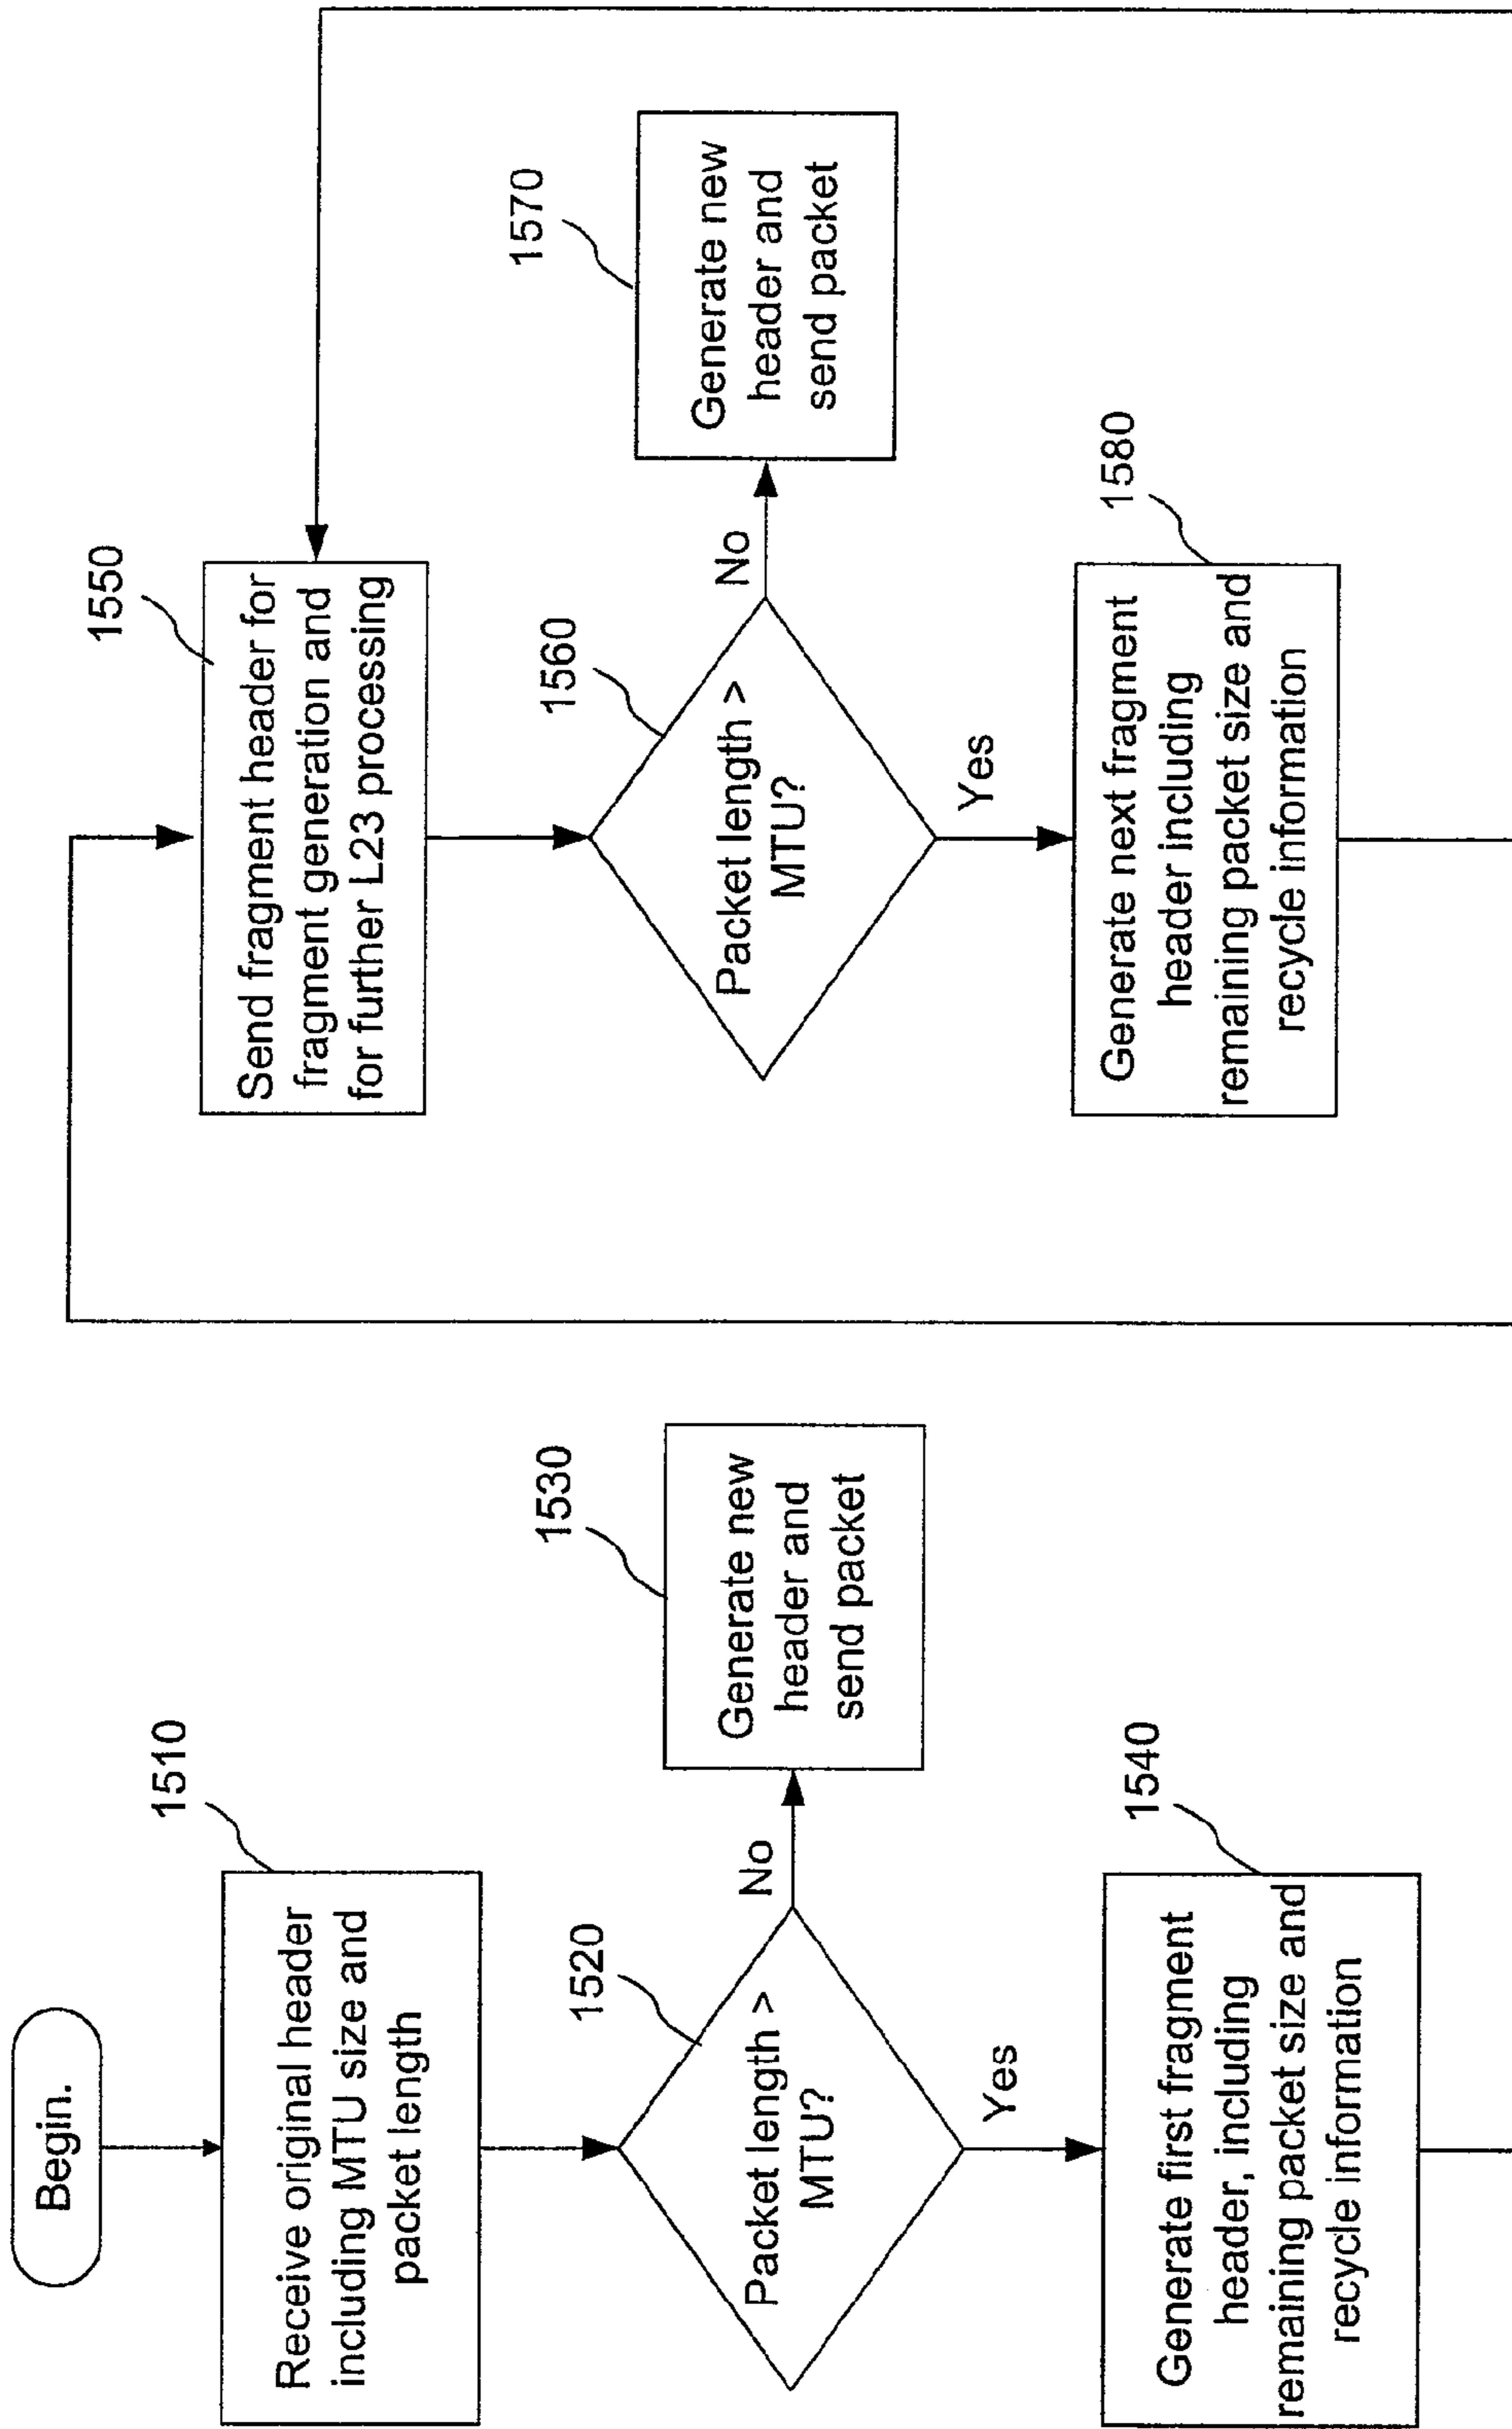 Begin.
1510
Receive original header
including MTU size and
packet length
1520
Packet length >
MTU?
No
1530
Generate new
header and
send packet
Yes
1540
Generate first fragment
header, including
remaining packet size and
recycle information
1550
Send fragment header for
fragment generation and
for further L23 processing
1560
Packet length >
MTU?
No
1570
Generate new
header and
send packet
Yes
1580
Generate next fragment
header including
remaining packet size and
recycle information